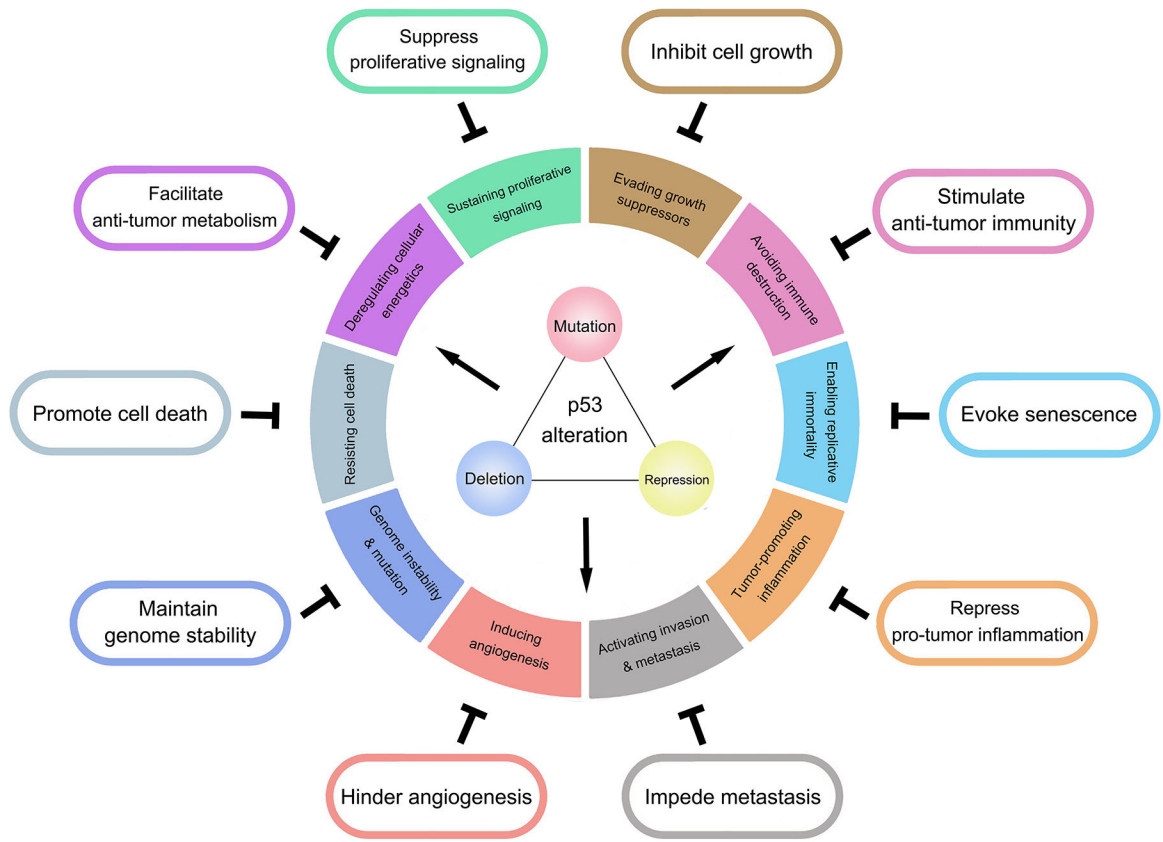 Suppress
proliferative signaling
Inhibit cell growth
Facilitate
anti-tumor metabolism
Stimulate
anti-tumor immunity
Sustaining proliferative
signaling
Evading growth
suppressors
Deregulating cellular
energetics
Avoiding immune
destruction
Mutation
p53
alteration
Deletion
Repression
Promote cell death
Resisting cell death
Enabling replicative
immortality
Evoke senescence
Genome instability
& mutation
Tumor-promoting
inflammation
Maintain
genome stability
Repress
pro-tumor inflammation
Inducing
angiogenesis
Activating invasion
& metastasis
Hinder angiogenesis
Impede metastasis